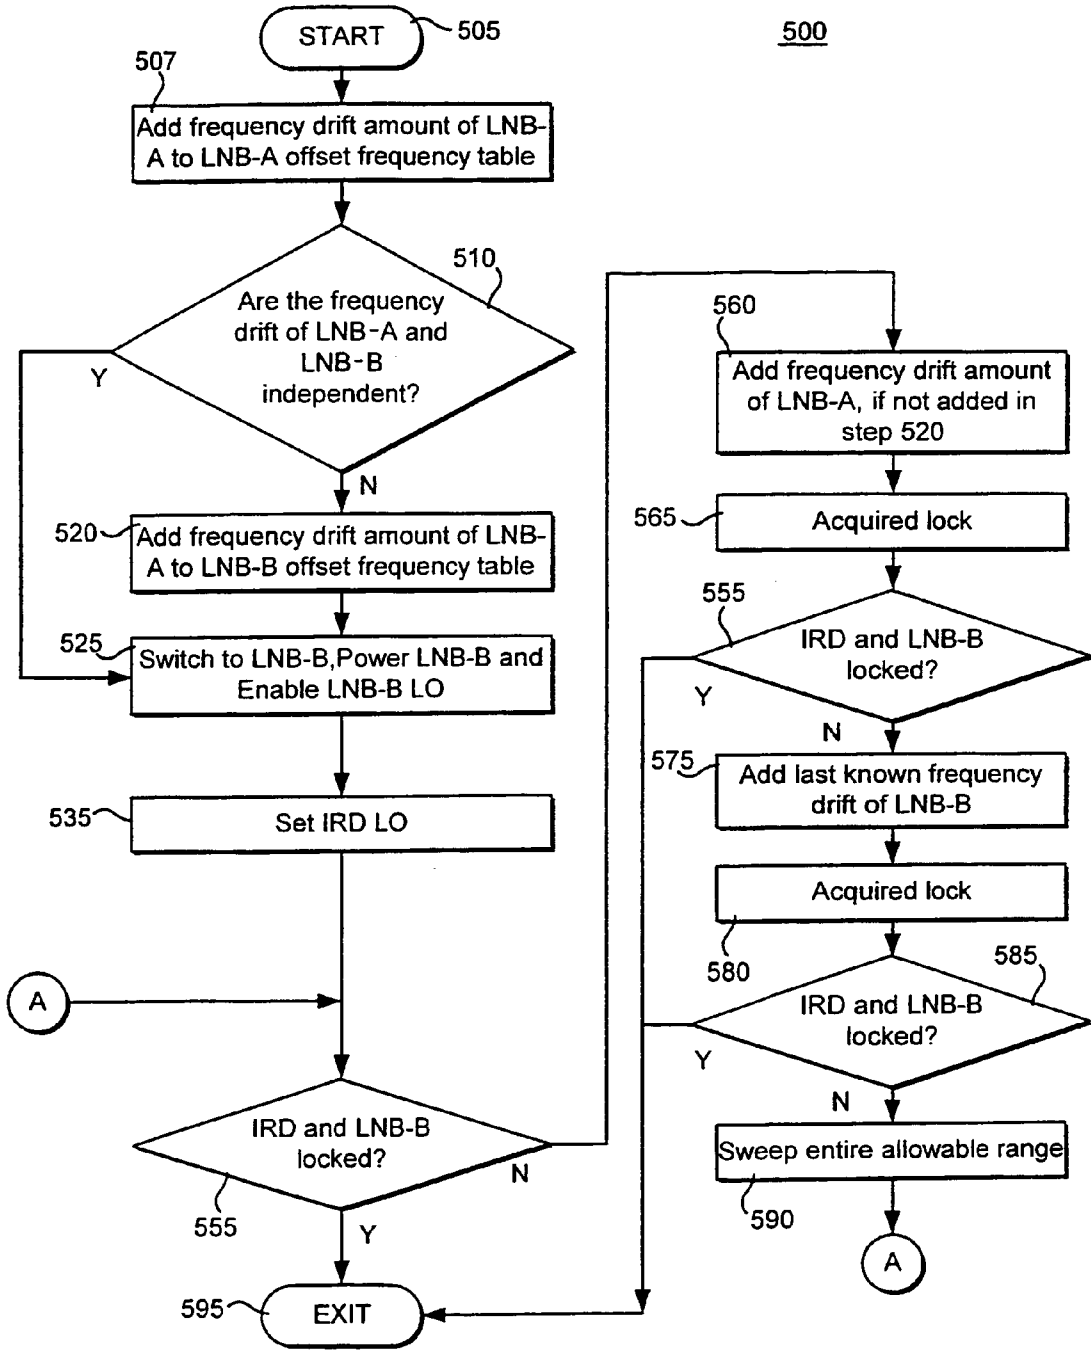 500
START
505
507
Add frequency drift amount of LNB-
A to LNB-A offset frequency table
510
Are the frequency
drift of LNB-A and
LNB-B
independent?
Y
N
520
Add frequency drift amount of LNB-
A to LNB-B offset frequency table
525
Switch to LNB-B,Power LNB-B and
Enable LNB-B LO
535
Set IRD LO
A
IRD and LNB-B
locked?
N
555
Y
595
EXIT
560
Add frequency drift amount
of LNB-A, if not added in
step 520
565
Acquired lock
555
IRD and LNB-B
locked?
Y
N
575
Add last known frequency
drift of LNB-B
Acquired lock
580
585
IRD and LNB-B
locked?
Y
N
Sweep entire allowable range
590
A